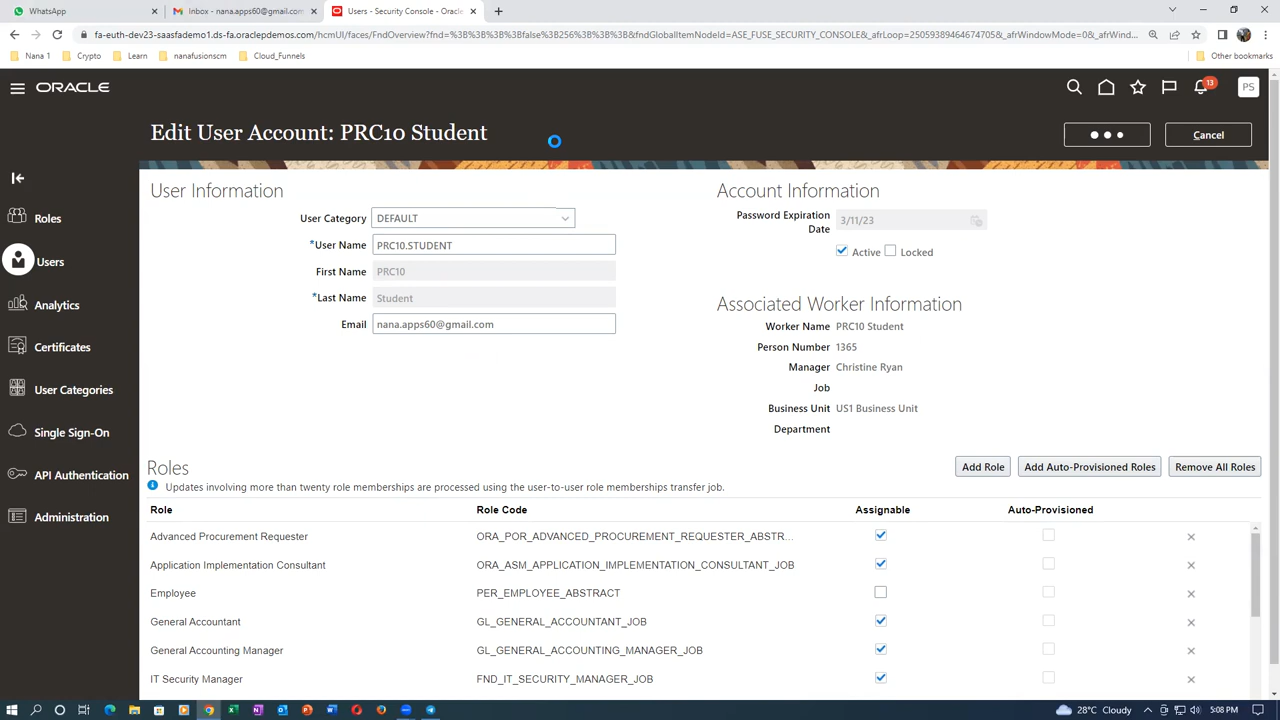 WhatsApp
Inbox - nana.apps60@gmail.com
Users - Security Console - Oracle
fa-euth-dev23-saasfademo1.ds-fa.oraclepdemos.com/hcmUI/faces/FndOverview?fnd=%3B%3B%3B%3Bfalse%3B256%3B%3B%3B&fndGlobalItemNodeId=ASE_FUSE_SECURITY_CONSOLE&_afrLoop=25059389464674705&_afrWindowMode=0&_afrWind...
Nana 1
Crypto
Learn
nanafusionscm
Cloud_Funnels
Other bookmarks
ORACLE
13
PS
Edit User Account: PRC10 Student
Cancel
Roles
Users
Analytics
Certificates
User Categories
Single Sign-On
API Authentication
Administration
User Information
User Category DEFAULT
*User Name PRC10.STUDENT
First Name PRC10
*Last Name Student
Email nana.apps60@gmail.com
Account Information
Password Expiration Date 3/11/23
Active Locked
Associated Worker Information
Worker Name PRC10 Student
Person Number 1365
Manager Christine Ryan
Job
Business Unit US1 Business Unit
Department
Roles
Add Role Add Auto-Provisioned Roles Remove All Roles
Updates involving more than twenty role memberships are processed using the user-to-user role memberships transfer job.
Role Role Code Assignable Auto-Provisioned
Advanced Procurement Requester ORA_POR_ADVANCED_PROCUREMENT_REQUESTER_ABSTR...
Application Implementation Consultant ORA_ASM_APPLICATION_IMPLEMENTATION_CONSULTANT_JOB
Employee PER_EMPLOYEE_ABSTRACT
General Accountant GL_GENERAL_ACCOUNTANT_JOB
General Accounting Manager GL_GENERAL_ACCOUNTING_MANAGER_JOB
IT Security Manager FND_IT_SECURITY_MANAGER_JOB
28°C Cloudy
5:08 PM